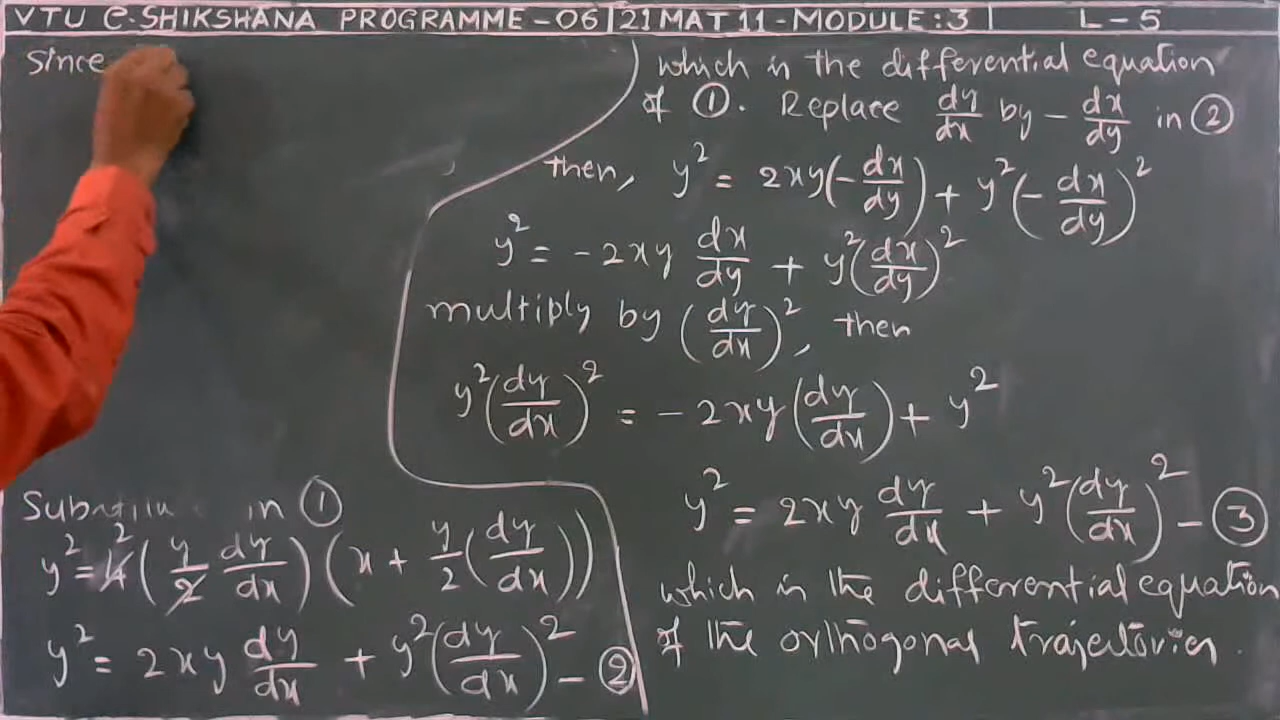 VTU e-SHIKSHANA PROGRAMME - 06 | 21MAT11 - MODULE : 3 | L - 5
Since
Substitu in ①
y² = 4² (y/2 dy/dx) (x + y/2 (dy/dx))
y² = 2xy dy/dx + y² (dy/dx)² - ②
which is the differential equation
of ①. Replace dy/dx by - dx/dy in ②
then, y² = 2xy(- dx/dy) + y² (- dx/dy)²
y² = -2xy dx/dy + y² (dx/dy)²
multiply by (dy/dx)², then
y² (dy/dx)² = -2xy (dy/dx) + y²
y² = 2xy dy/dx + y² (dy/dx)² - ③
which is the differential equation
of the orthogonal trajectories.